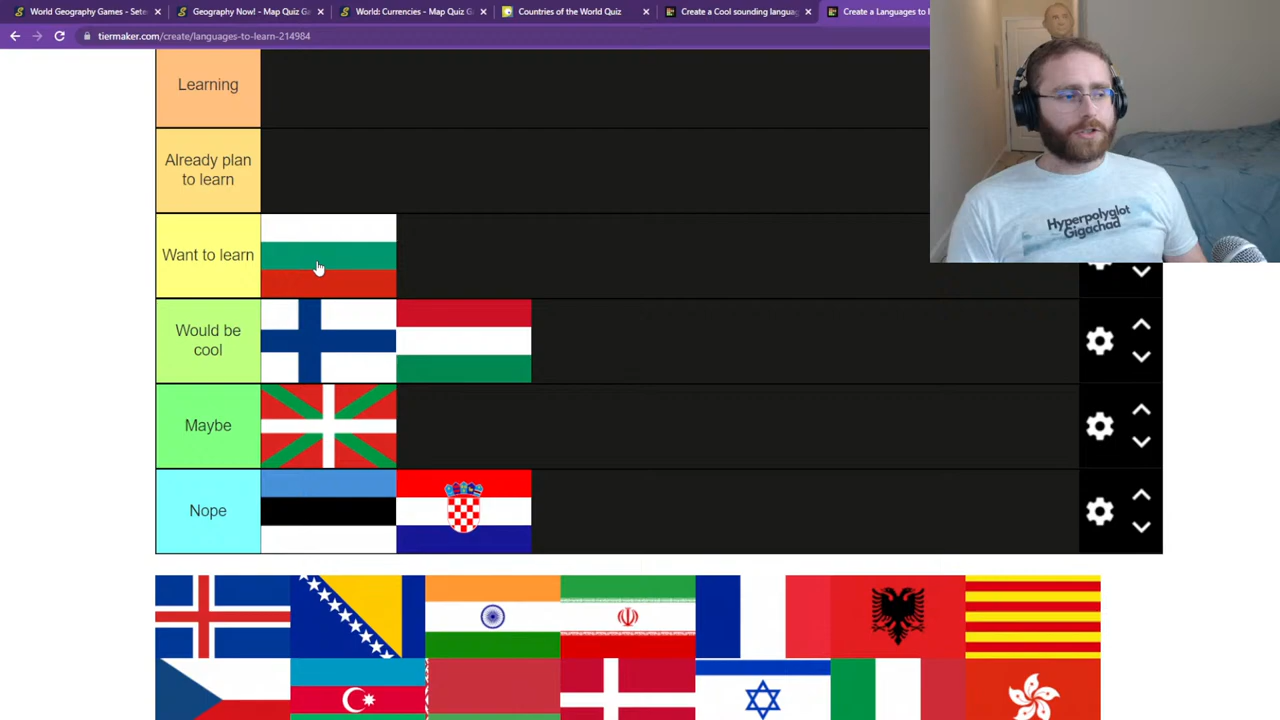 World Geography Games - Sete
Geography Now! - Map Quiz Ga
World: Currencies - Map Quiz G
Countries of the World Quiz
Create a Cool sounding languag
Create a Languages to l
tiermaker.com/create/languages-to-learn-214984
Learning
Already plan
to learn
Want to learn
Would be
cool
Maybe
Nope
Hyperpolyglot
Gigachad